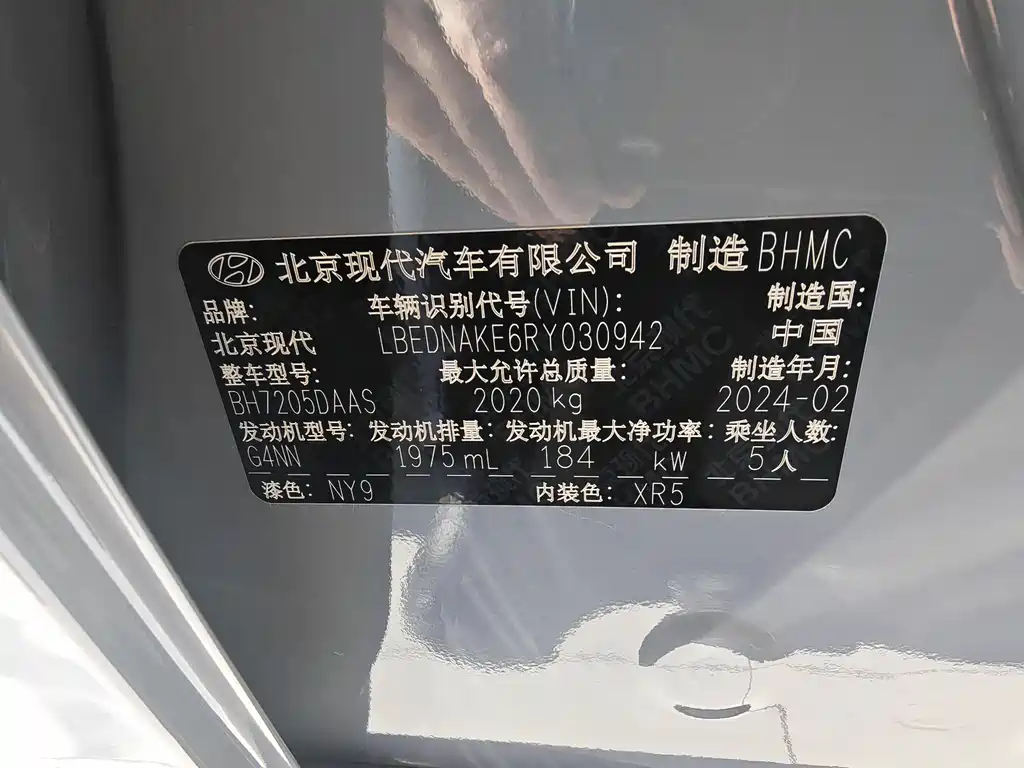 北京现代汽车有限公司 制造 BHMC
品牌: 车辆识别代号(VIN): 制造国:
北京现代 LBEDNAKE6RY030942 中国
整车型号: 最大允许总质量: 制造年月:
BH7205DAAS 2020kg 2024-02
发动机型号: 发动机排量: 发动机最大净功率: 乘坐人数:
G4NN 1975mL 184 kW 5人
漆色: NY9 内装色: XR5